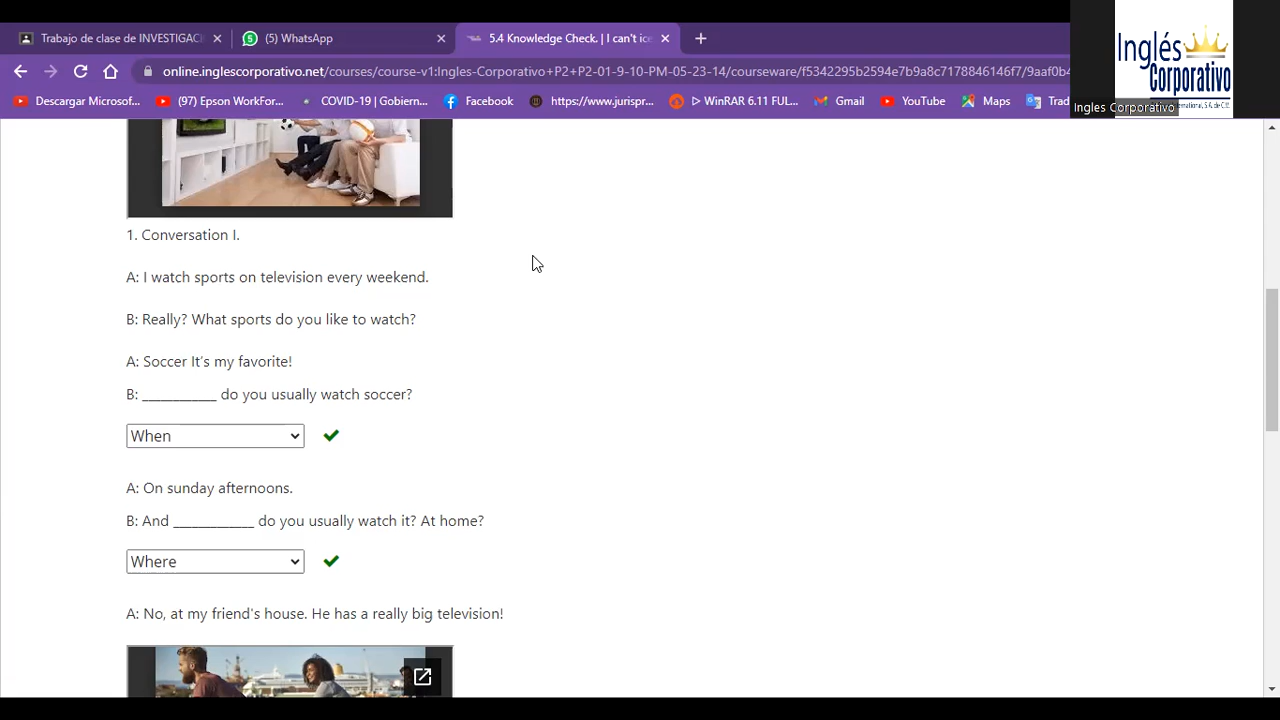 Trabajo de clase de INVESTIGAC
(5) WhatsApp
5.4 Knowledge Check. | I can't ice
online.inglescorporativo.net/courses/course-v1:Ingles-Corporativo+P2+P2-01-9-10-PM-05-23-14/courseware/f5342295b2594e7b9a8c7178846146f7/9aaf0b4
Descargar Microsof...
(97) Epson WorkFor...
COVID-19 | Gobiern...
Facebook
https://www.jurispr...
▷ WinRAR 6.11 FUL...
Gmail
YouTube
Maps
Trad
Inglés
Corporativo
Ingles Corporativo
1. Conversation I.
A: I watch sports on television every weekend.
B: Really? What sports do you like to watch?
A: Soccer It's my favorite!
B: ____________ do you usually watch soccer?
When
A: On sunday afternoons.
B: And _____________ do you usually watch it? At home?
Where
A: No, at my friend's house. He has a really big television!